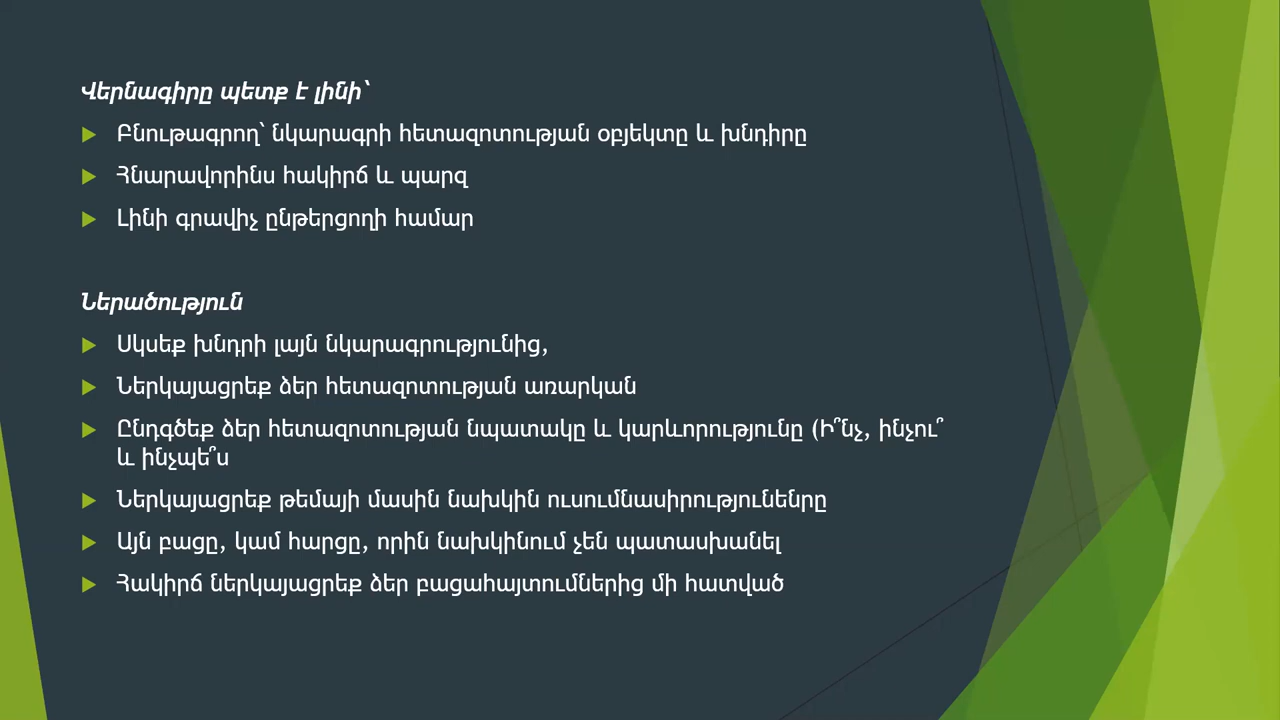 Վերնագիրը պետք է լինի՝
Բնութագրող՝ նկարագրի հետազոտության օբյեկտը և խնդիրը
Հնարավորինս հակիրճ և պարզ
Լինի գրավիչ ընթերցողի համար
Ներածություն
Սկսեք խնդրի լայն նկարագրությունից,
Ներկայացրեք ձեր հետազոտության առարկան
Ընդգծեք ձեր հետազոտության նպատակը և կարևորությունը (Ի՞նչ, ինչու՞
և ինչպե՞ս
Ներկայացրեք թեմայի մասին նախկին ուսումնասիրությունենրը
Այն բացը, կամ հարցը, որին նախկինում չեն պատասխանել
Հակիրճ ներկայացրեք ձեր բացահայտումներից մի հատված